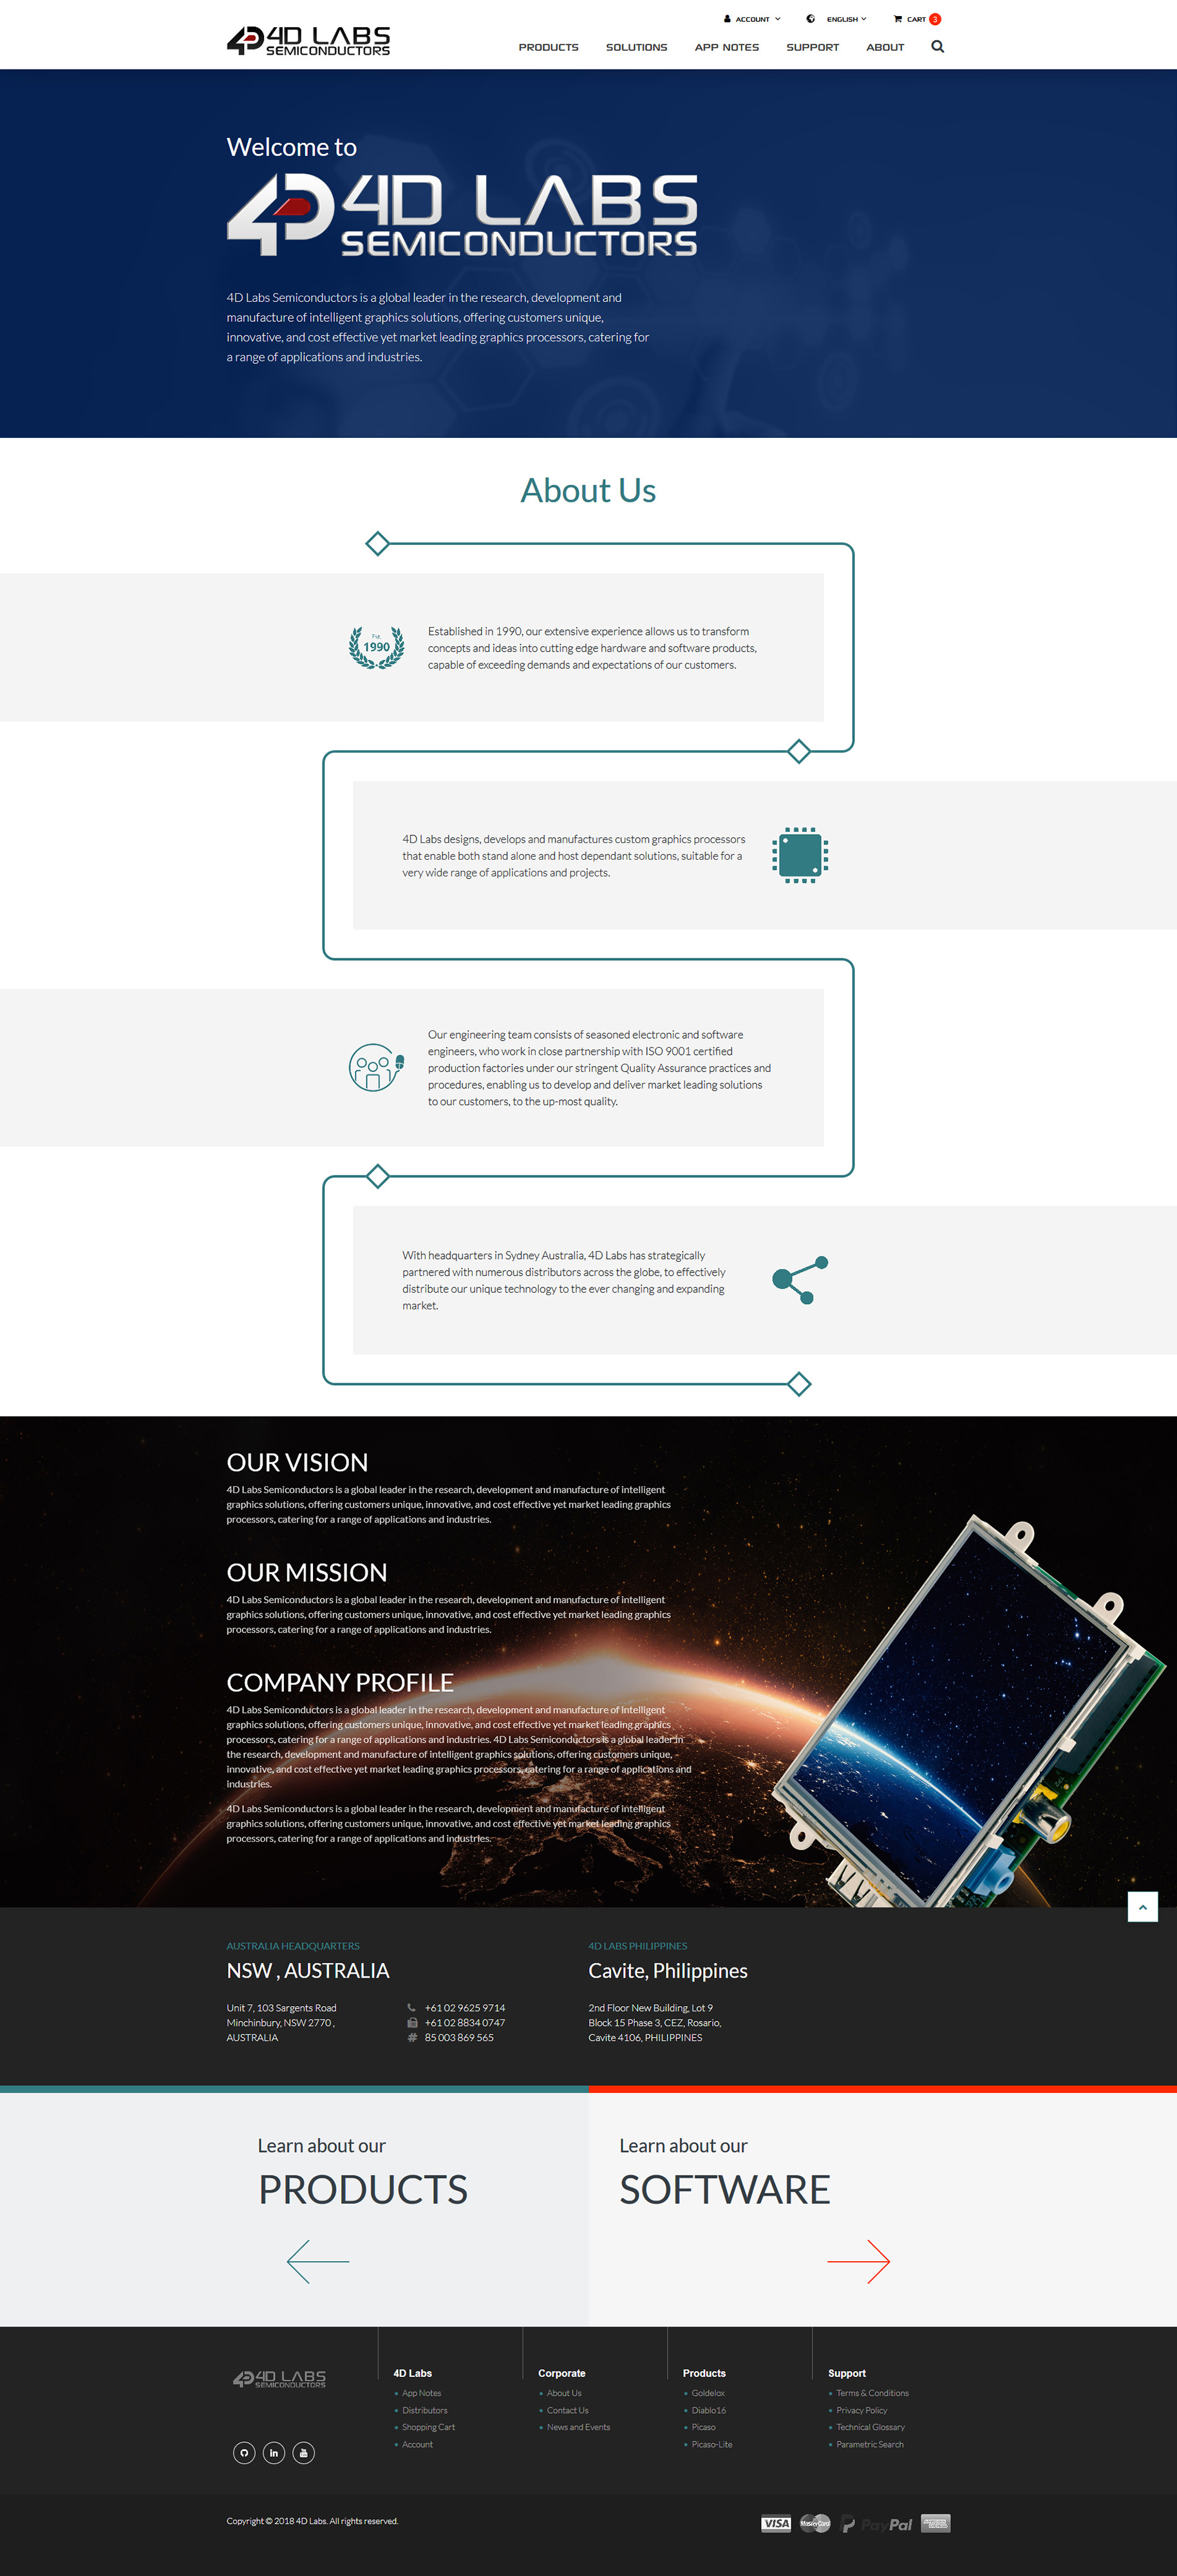 4D LABS
SEMICONDUCTORS
ACCOUNT
ENGLISH
CART 3
PRODUCTS SOLUTIONS APP NOTES SUPPORT ABOUT
Welcome to
4D LABS
SEMICONDUCTORS
4D Labs Semiconductors is a global leader in the research, development and
manufacture of intelligent graphics solutions, offering customers unique,
innovative, and cost effective yet market leading graphics processors, catering for
a range of applications and industries.
About Us
Est.
1990
Established in 1990, our extensive experience allows us to transform
concepts and ideas into cutting edge hardware and software products,
capable of exceeding demands and expectations of our customers.
4D Labs designs, develops and manufactures custom graphics processors
that enable both stand alone and host dependant solutions, suitable for a
very wide range of applications and projects.
Our engineering team consists of seasoned electronic and software
engineers, who work in close partnership with ISO 9001 certified
production factories under our stringent Quality Assurance practices and
procedures, enabling us to develop and deliver market leading solutions
to our customers, to the up-most quality.
With headquarters in Sydney Australia, 4D Labs has strategically
partnered with numerous distributors across the globe, to effectively
distribute our unique technology to the ever changing and expanding
market.
OUR VISION
4D Labs Semiconductors is a global leader in the research, development and manufacture of intelligent
graphics solutions, offering customers unique, innovative, and cost effective yet market leading graphics
processors, catering for a range of applications and industries.
OUR MISSION
4D Labs Semiconductors is a global leader in the research, development and manufacture of intelligent
graphics solutions, offering customers unique, innovative, and cost effective yet market leading graphics
processors, catering for a range of applications and industries.
COMPANY PROFILE
4D Labs Semiconductors is a global leader in the research, development and manufacture of intelligent
graphics solutions, offering customers unique, innovative, and cost effective yet market leading graphics
processors, catering for a range of applications and industries. 4D Labs Semiconductors is a global leader in
the research, development and manufacture of intelligent graphics solutions, offering customers unique,
innovative, and cost effective yet market leading graphics processors, catering for a range of applications and
industries.
4D Labs Semiconductors is a global leader in the research, development and manufacture of intelligent
graphics solutions, offering customers unique, innovative, and cost effective yet market leading graphics
processors, catering for a range of applications and industries.
AUSTRALIA HEADQUARTERS
NSW , AUSTRALIA
Unit 7, 103 Sargents Road
Minchinbury, NSW 2770 ,
AUSTRALIA
+61 02 9625 9714
+61 02 8834 0747
# 85 003 869 565
4D LABS PHILIPPINES
Cavite, Philippines
2nd Floor New Building, Lot 9
Block 15 Phase 3, CEZ, Rosario,
Cavite 4106, PHILIPPINES
Learn about our
PRODUCTS
Learn about our
SOFTWARE
4D LABS
SEMICONDUCTORS
4D Labs
App Notes
Distributors
Shopping Cart
Account
Corporate
About Us
Contact Us
News and Events
Products
Goldelox
Diablo16
Picaso
Picaso-Lite
Support
Terms & Conditions
Privacy Policy
Technical Glossary
Parametric Search
Copyright © 2018 4D Labs. All rights reserved.
VISA MasterCard PayPal